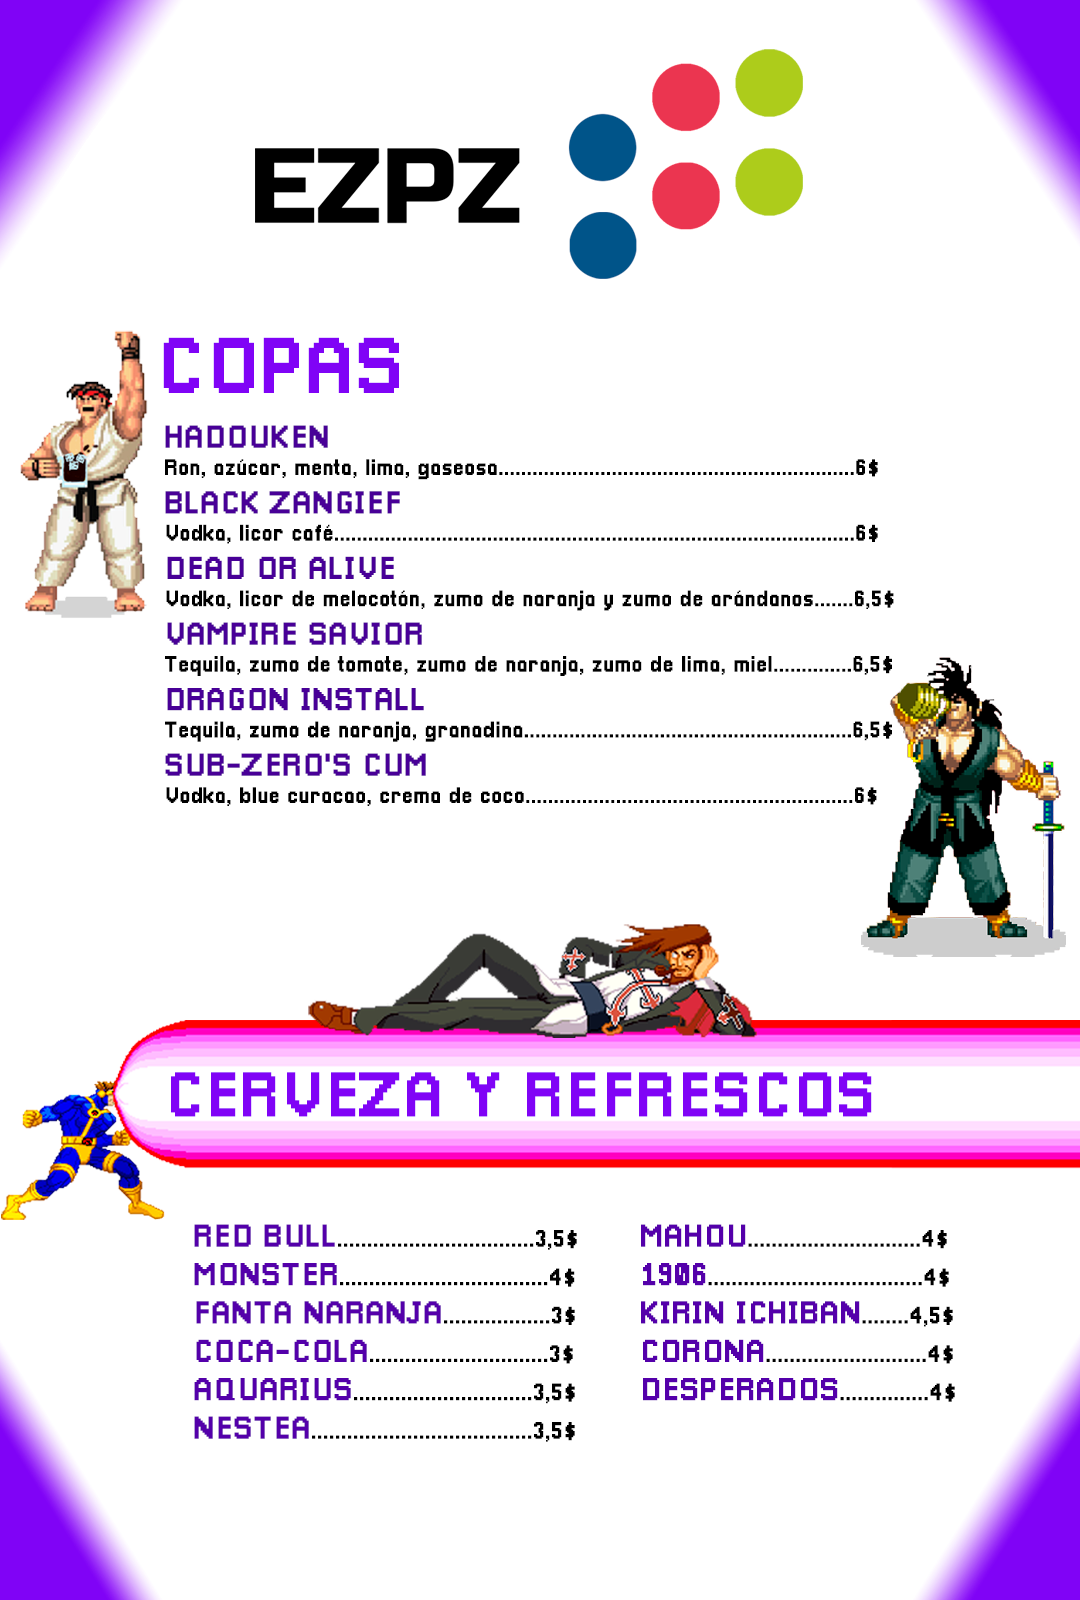 EZPZ
COPAS
HADOUKEN
Ron, azúcar, menta, lima, gaseosa...............................................................................6$
BLACK ZANGIEF
Vodka, licor café....................................................................................................................6$
DEAD OR ALIVE
Vodka, licor de melocotón, zumo de naranja y zumo de arándanos.......6,5$
VAMPIRE SAVIOR
Tequila, zumo de tomate, zumo de naranja, zumo de lima, miel..............6,5$
DRAGON INSTALL
Tequila, zumo de naranja, granadina.........................................................................6,5$
SUB-ZERO'S CUM
Vodka, blue curacao, crema de coco.........................................................................6$
CERVEZA Y REFRESCOS
RED BULL.................................3,5$
MONSTER...................................4$
FANTA NARANJA..................3$
COCA-COLA..............................3$
AQUARIUS..............................3,5$
NESTEA.....................................3,5$
MAHOU.............................4$
1906....................................4$
KIRIN ICHIBAN........4,5$
CORONA...........................4$
DESPERADOS...............4$